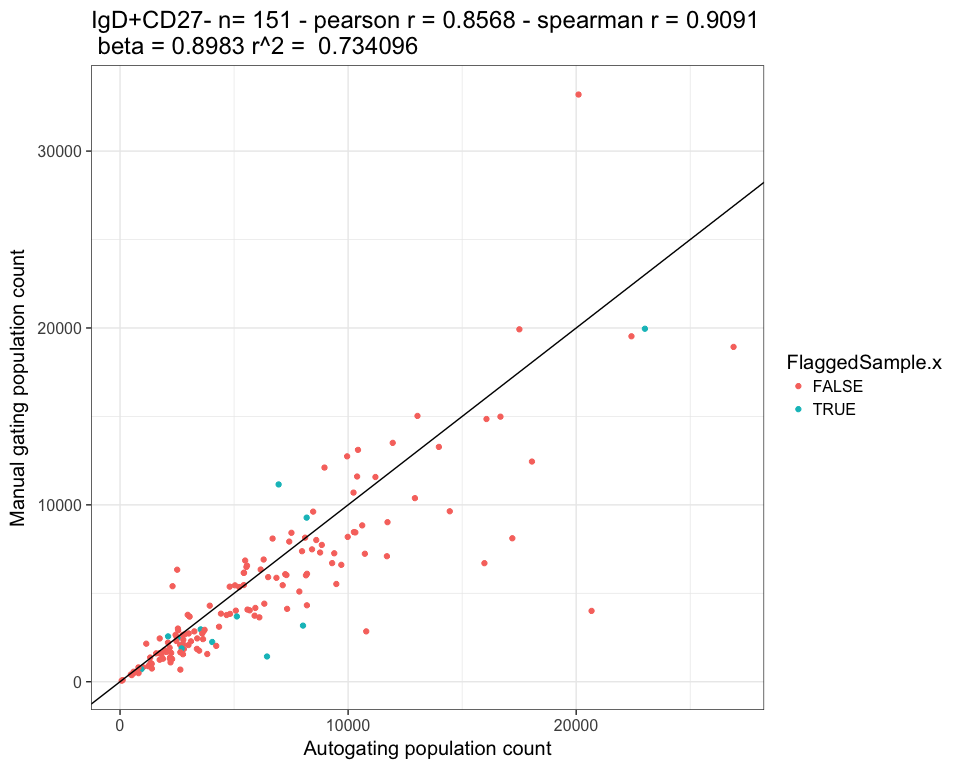 IgD+CD27- n= 151 - pearson r = 0.8568 - spearman r = 0.9091
beta = 0.8983 r^2 =  0.734096
30000
20000
10000
0
Manual gating population count
0
10000
20000
Autogating population count
FlaggedSample.x
FALSE
TRUE